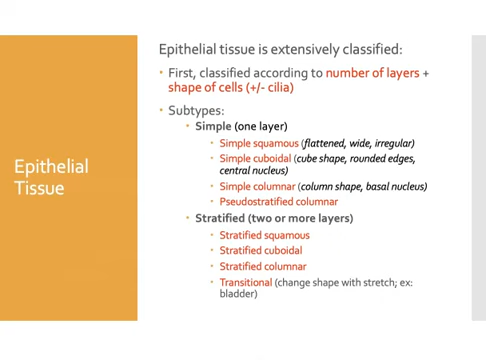 Epithelial
Tissue
Epithelial tissue is extensively classified:
• First, classified according to number of layers +
shape of cells (+/- cilia)
• Subtypes:
• Simple (one layer)
• Simple squamous (flattened, wide, irregular)
• Simple cuboidal (cube shape, rounded edges,
central nucleus)
• Simple columnar (column shape, basal nucleus)
• Pseudostratified columnar
• Stratified (two or more layers)
• Stratified squamous
• Stratified cuboidal
• Stratified columnar
• Transitional (change shape with stretch; ex:
bladder)